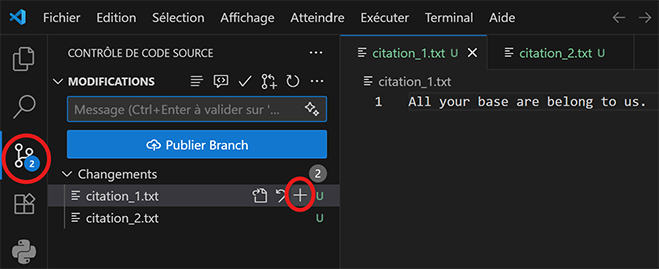 Fichier Edition Sélection Affichage Atteindre Exécuter Terminal Aide
CONTRÔLE DE CODE SOURCE
MODIFICATIONS
Message (Ctrl+Enter à valider sur '...
Publier Branch
Changements 2
citation_1.txt U
citation_2.txt U
2
citation_1.txt U
citation_2.txt U
citation_1.txt
1 All your base are belong to us.